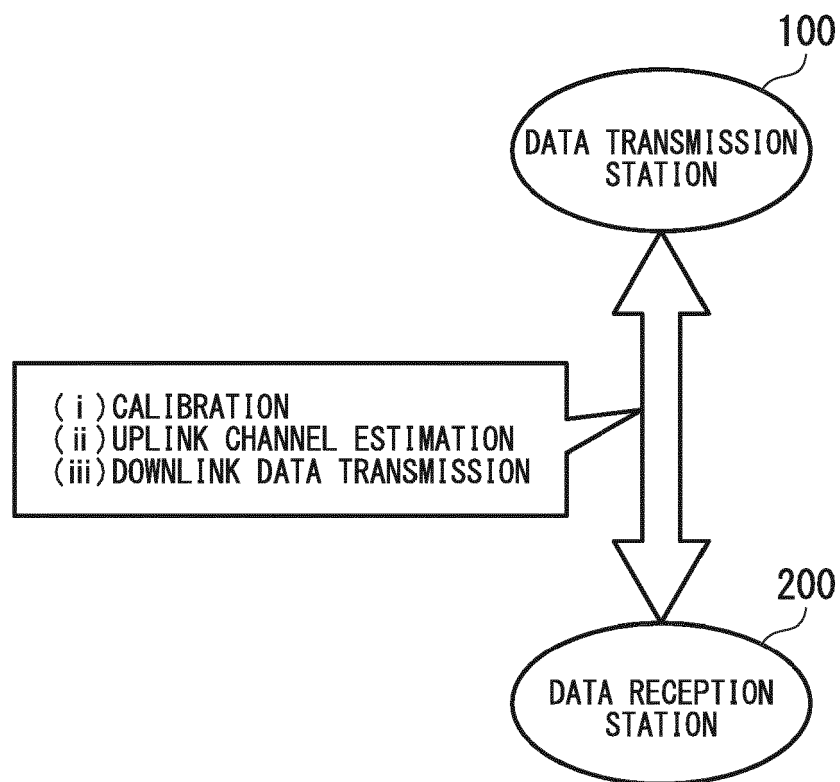 100
DATA TRANSMISSION
STATION
(i)CALIBRATION
(ii)UPLINK CHANNEL ESTIMATION
(iii)DOWNLINK DATA TRANSMISSION
200
DATA RECEPTION
STATION